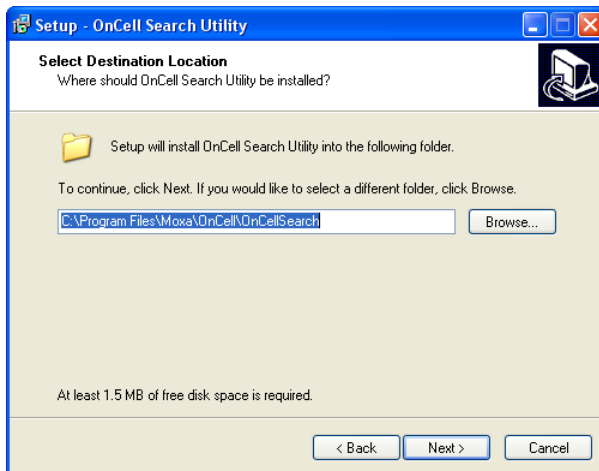 Setup - OnCell Search Utility
Select Destination Location
Where should OnCell Search Utility be installed?
Setup will install OnCell Search Utility into the following folder.
To continue, click Next. If you would like to select a different folder, click Browse.
C:\Program Files\Moxa\OnCell\OnCellSearch
Browse...
At least 1.5 MB of free disk space is required.
< Back
Next >
Cancel